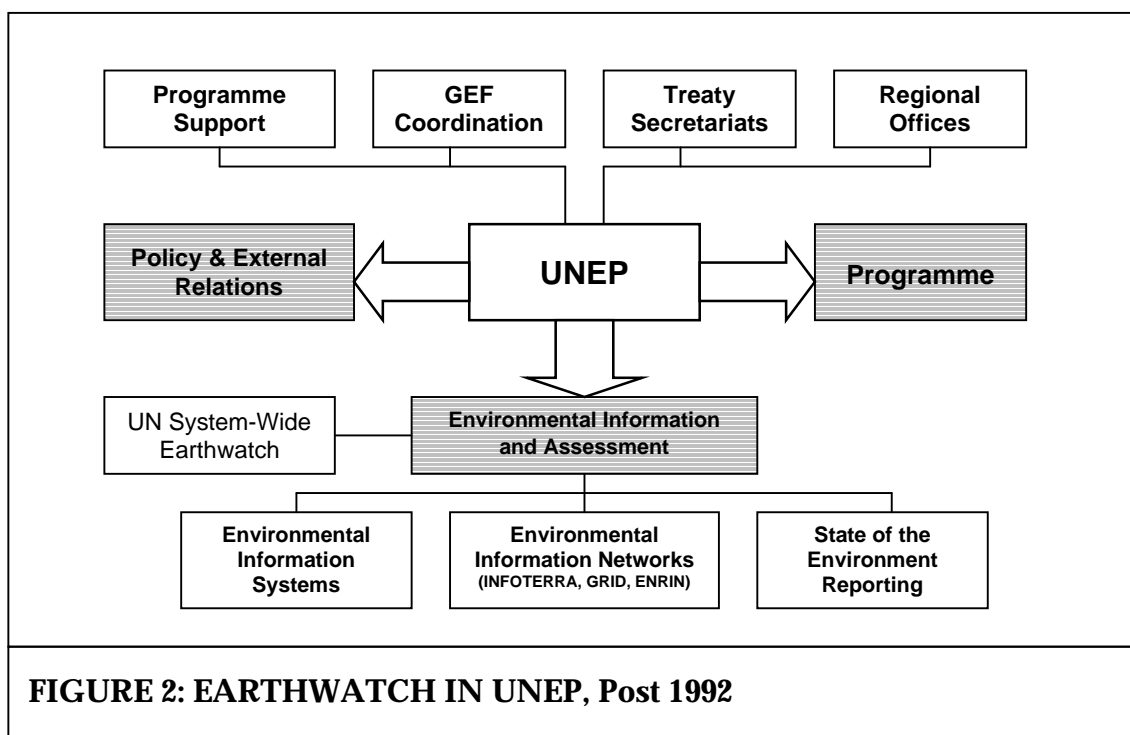 Programme
Support
GEF
Coordination
Treaty
Secretariats
Regional
Offices
Policy & External
Relations
UNEP
Programme
UN System-Wide
Earthwatch
Environmental Information
and Assessment
Environmental
Information
Systems
Environmental
Information Networks
(INFOTERRA, GRID, ENRIN)
State of the
Environment
Reporting
FIGURE 2: EARTHWATCH IN UNEP, Post 1992